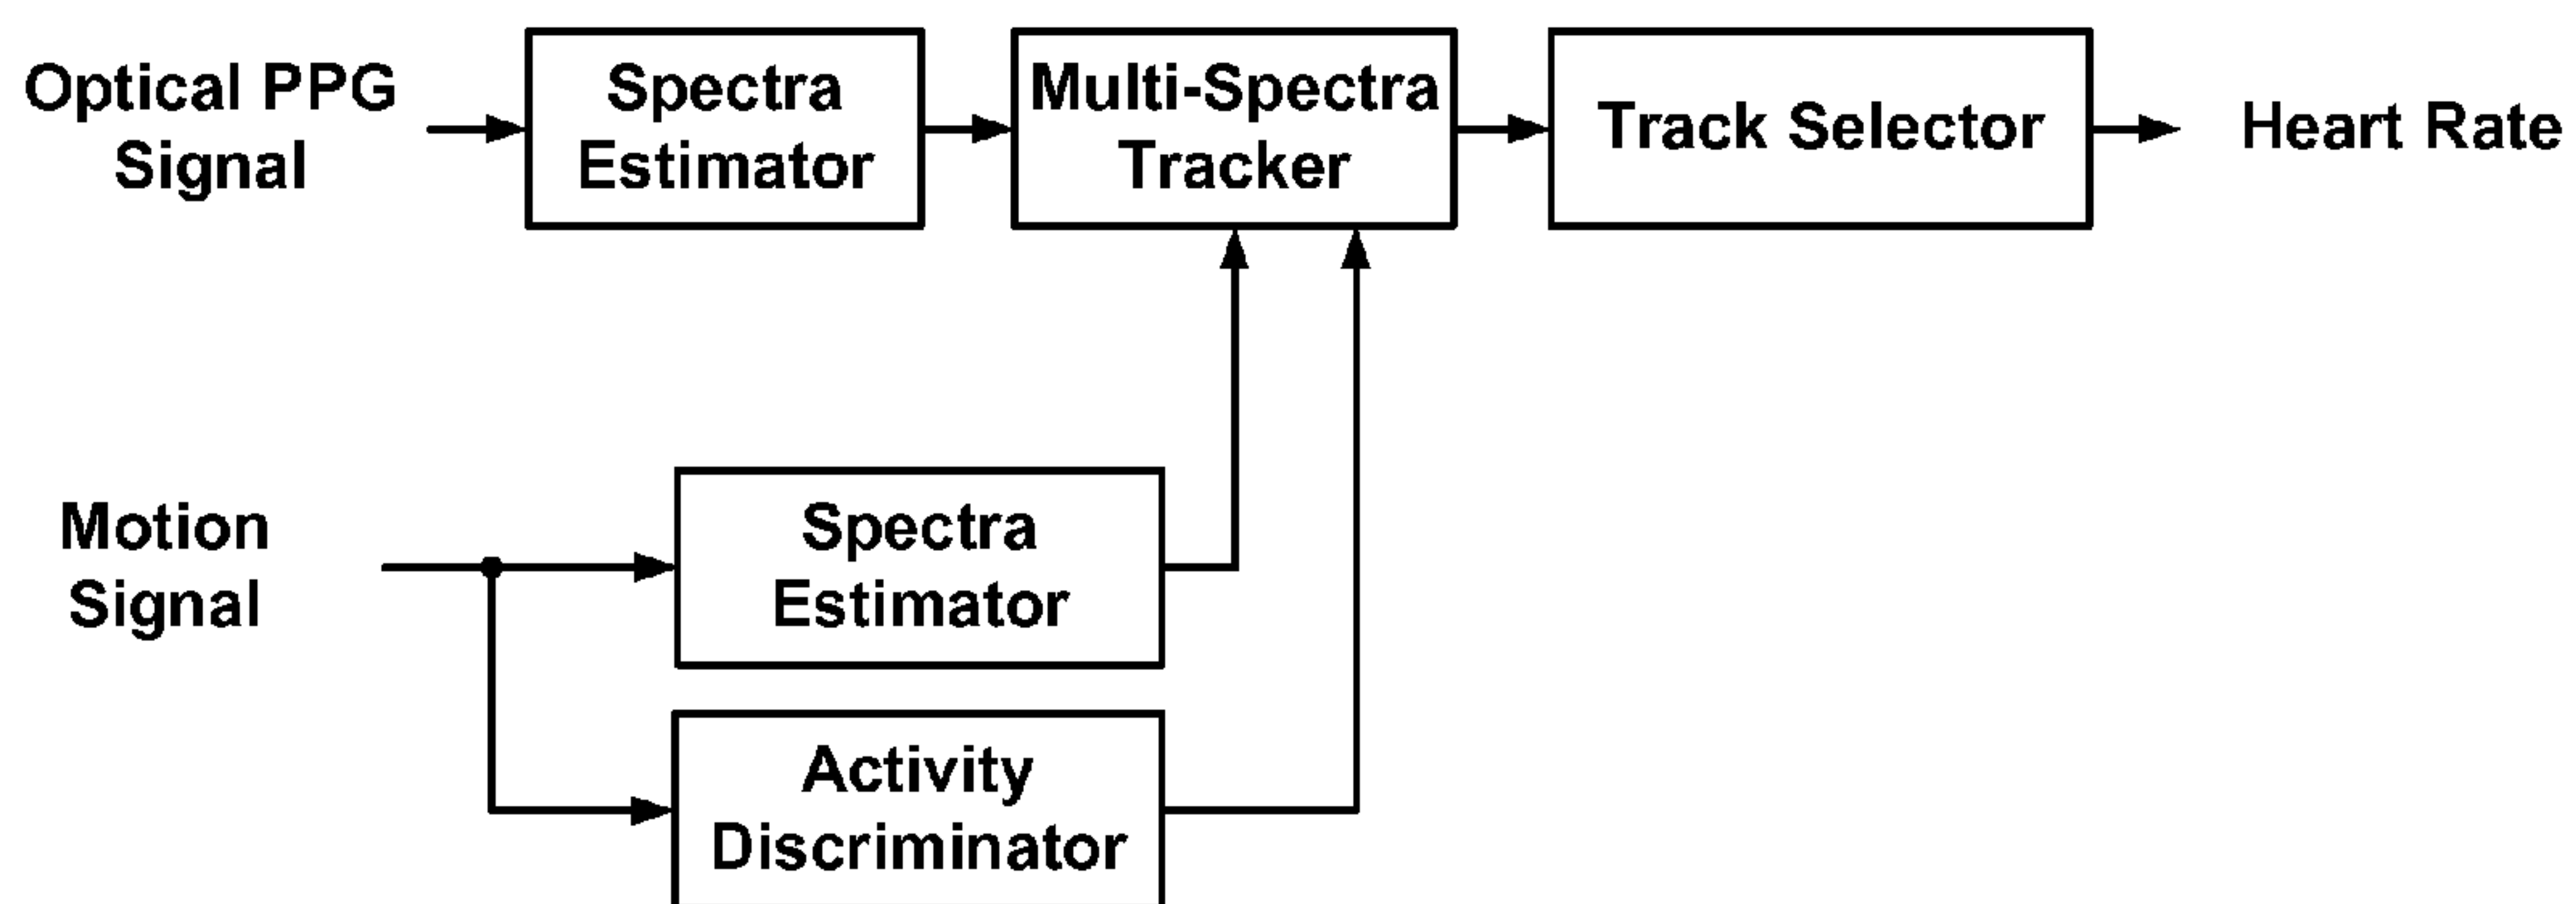 Optical PPG
Signal
Spectra
Estimator
Multi-Spectra
Tracker
Track Selector
Heart Rate
Motion
Signal
Spectra
Estimator
Activity
Discriminator